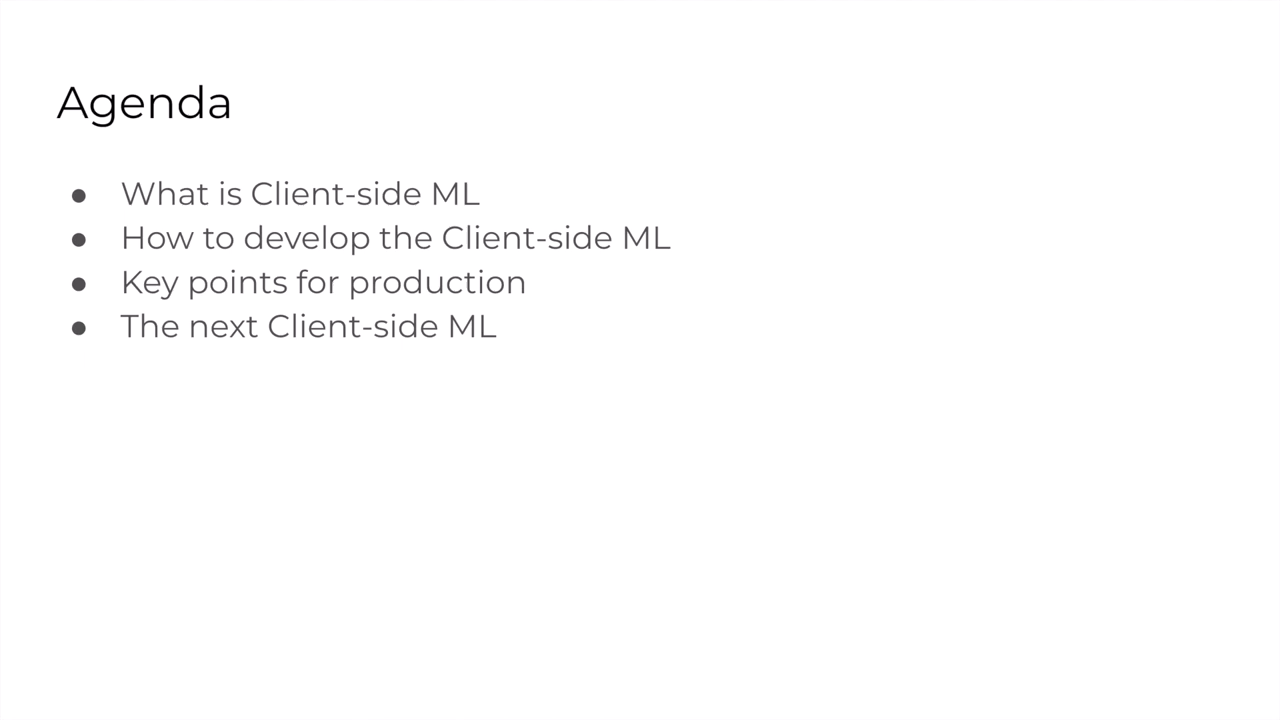 Agenda
● What is Client-side ML
● How to develop the Client-side ML
● Key points for production
● The next Client-side ML